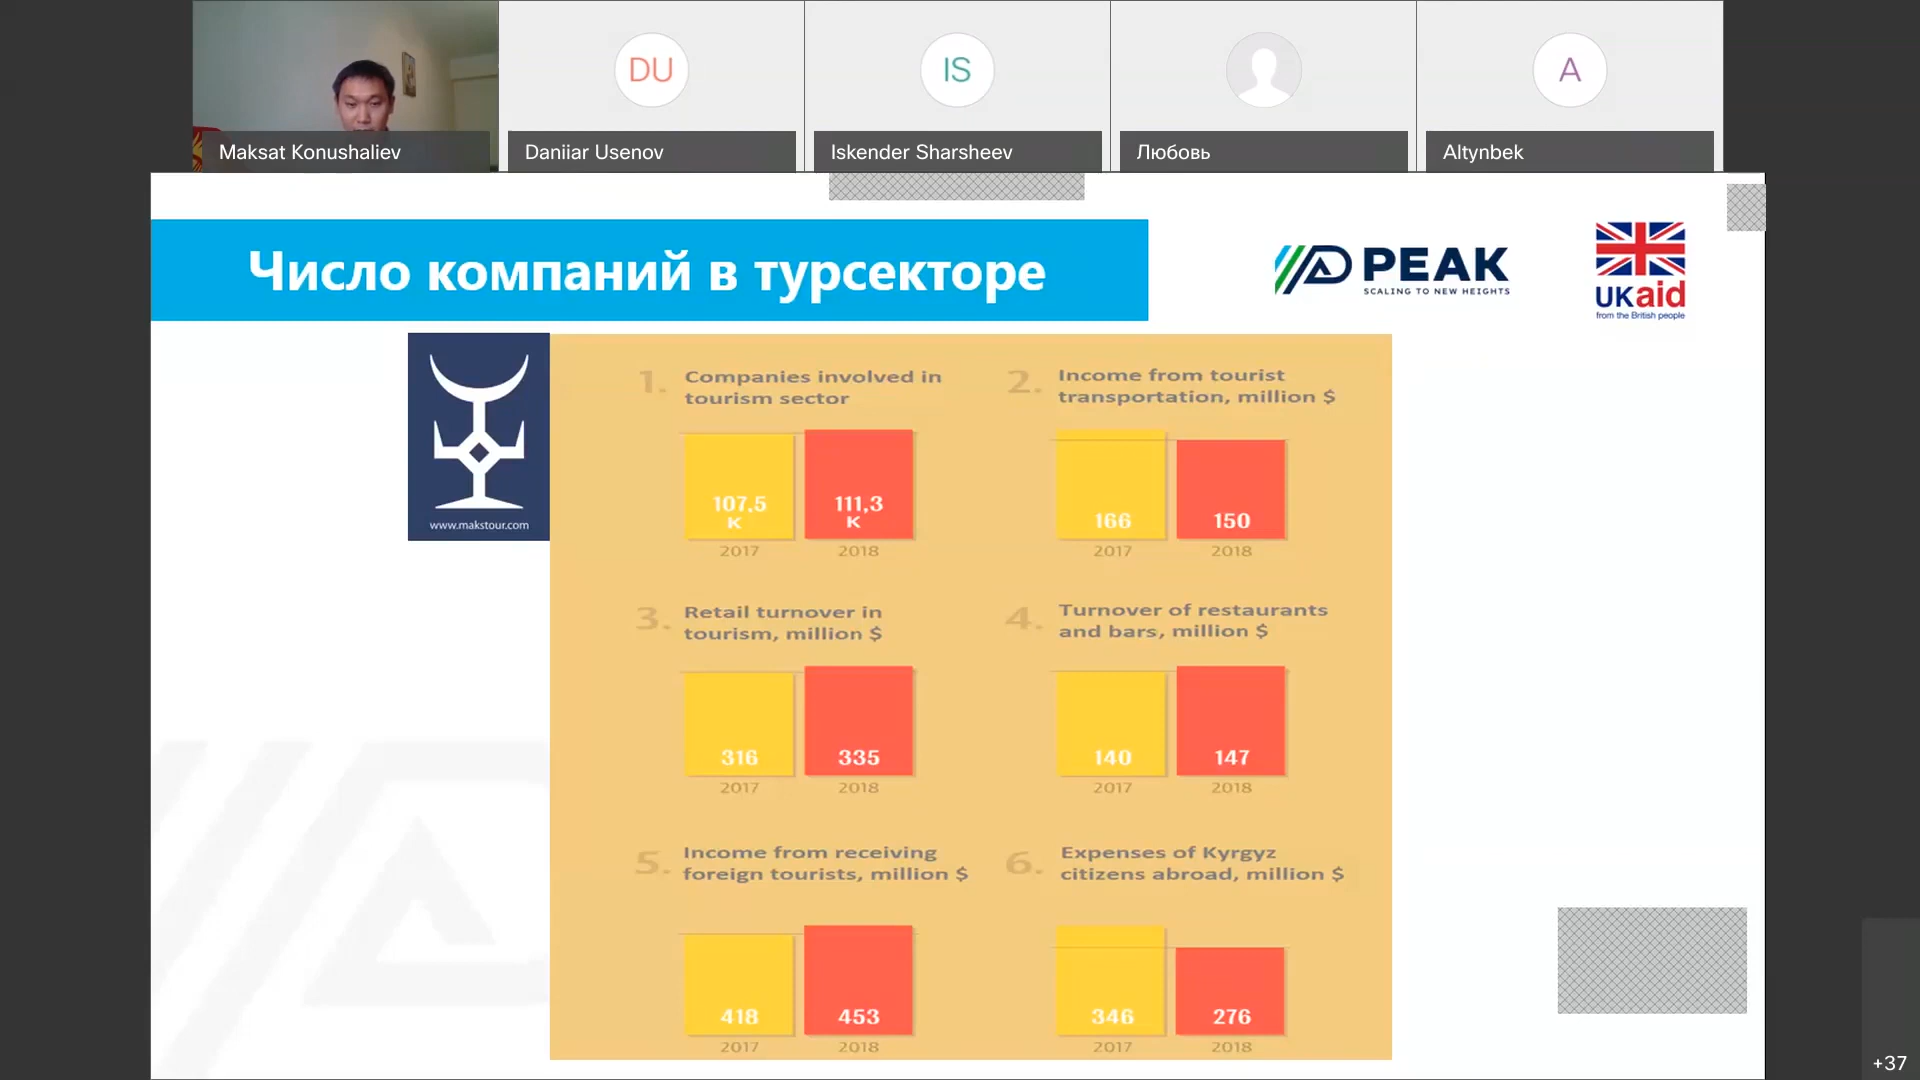 DU
IS
A
Maksat Konushaliev
Daniiar Usenov
Iskender Sharsheev
Любовь
Altynbek
Число компаний в турсекторе
PEAK
SCALING TO NEW HEIGHTS
UKaid
from the British people
www.makstour.com
1. Companies involved in
tourism sector
107,5
K
111,3
K
2017
2018
2. Income from tourist
transportation, million $
166
150
2017
2018
3. Retail turnover in
tourism, million $
316
335
2017
2018
4. Turnover of restaurants
and bars, million $
140
147
2017
2018
5. Income from receiving
foreign tourists, million $
418
453
2017
2018
6. Expenses of Kyrgyz
citizens abroad, million $
346
276
2017
2018
+37